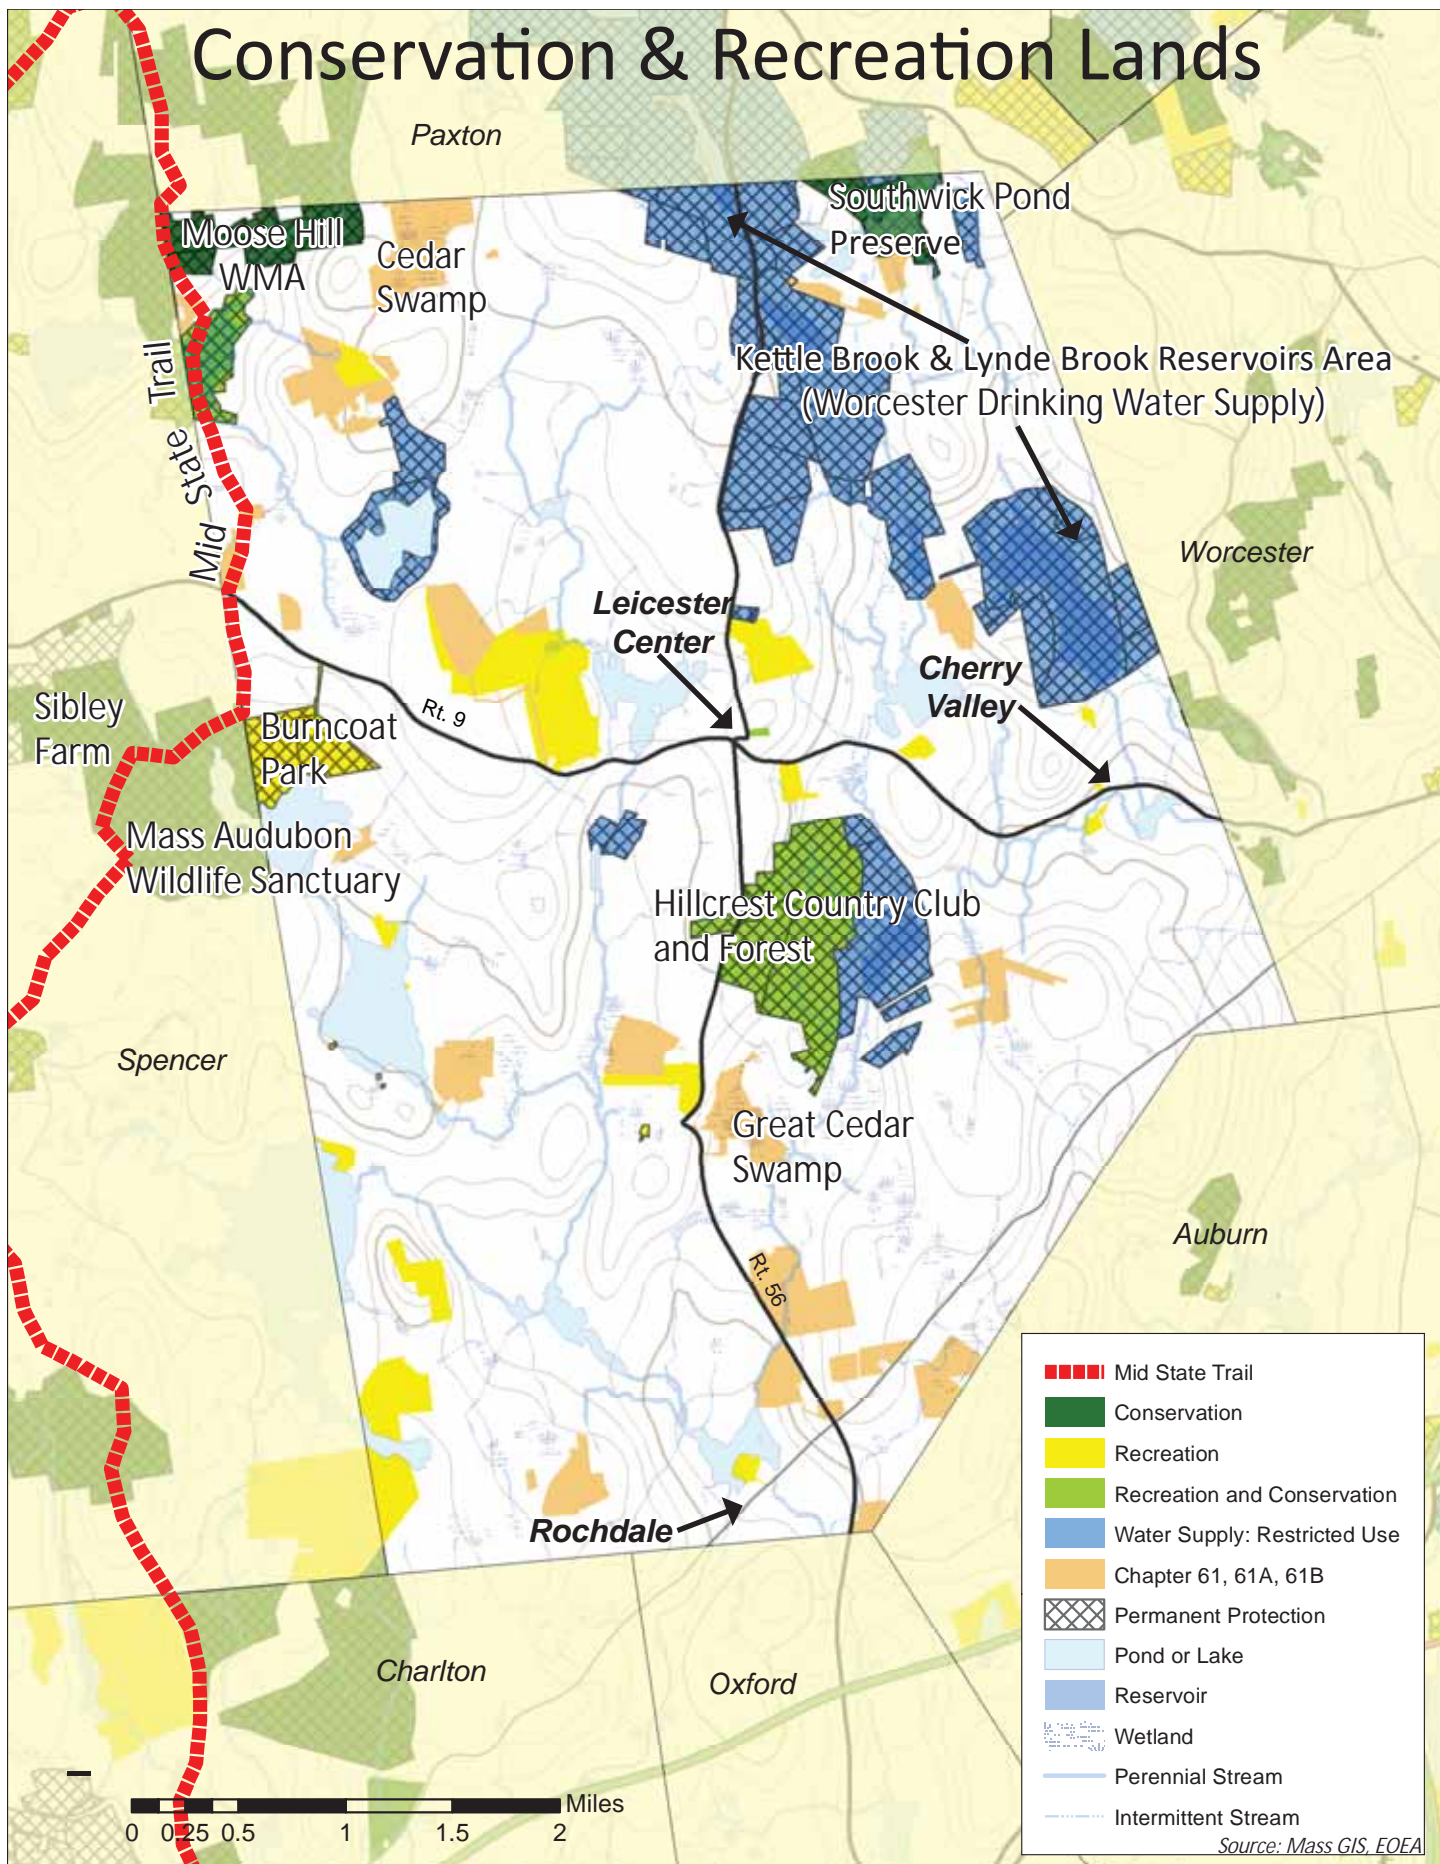 Conservation & Recreation Lands
Paxton
Southwick Pond
Preserve
Moose Hill
WMA
Cedar
Swamp
Mid State Trail
Kettle Brook & Lynde Brook Reservoirs Area
(Worcester Drinking Water Supply)
Worcester
Leicester
Center
Cherry
Valley
Sibley
Farm
Burncoat
Park
Rt. 9
Mass Audubon
Wildlife Sanctuary
Hillcrest Country Club
and Forest
Spencer
Great Cedar
Swamp
Auburn
Rt. 56
Rochdale
Charlton
Oxford
Mid State Trail
Conservation
Recreation
Recreation and Conservation
Water Supply: Restricted Use
Chapter 61, 61A, 61B
Permanent Protection
Pond or Lake
Reservoir
Wetland
Perennial Stream
Intermittent Stream
Source: Mass GIS, EOEA
Miles
0 0.25 0.5 1 1.5 2